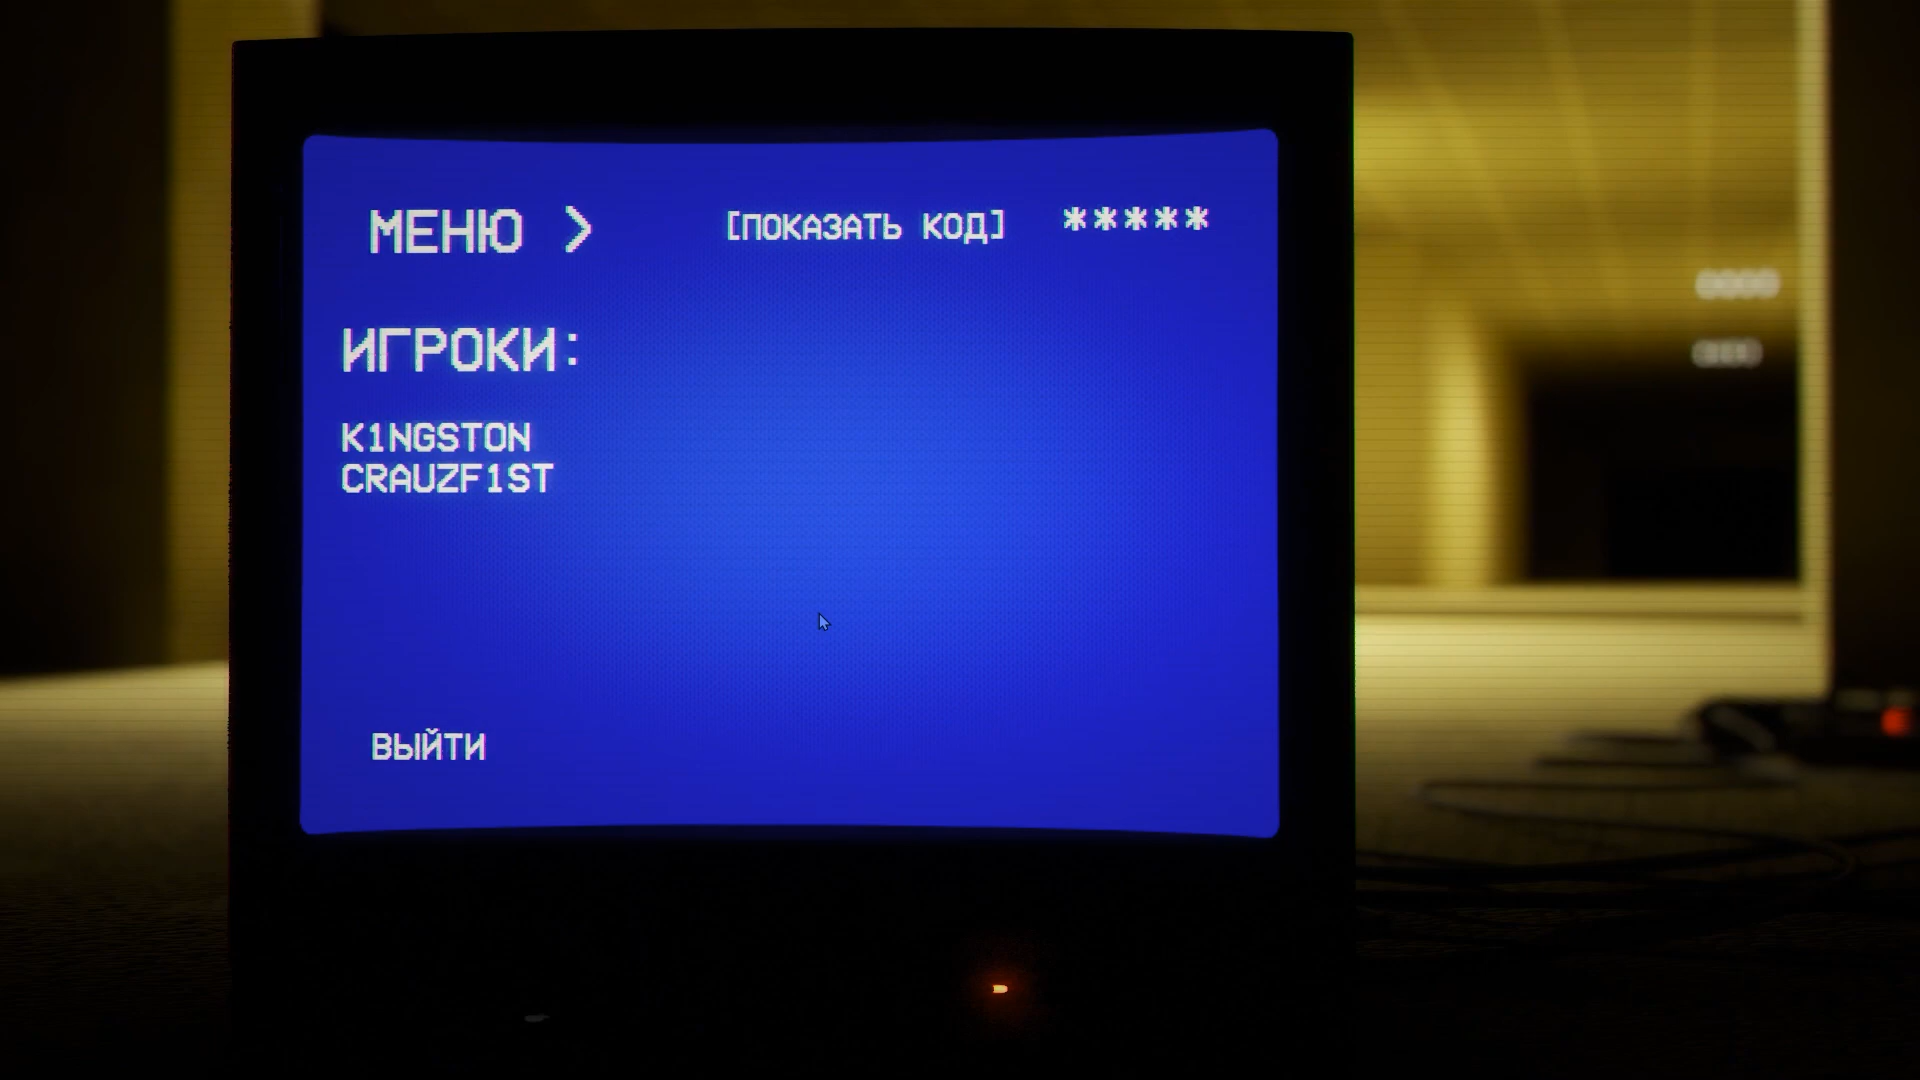 МЕНЮ > [ПОКАЗАТЬ КОД] *****
ИГРОКИ:
K1NGSTON
CRAUZF1ST
ВЫЙТИ